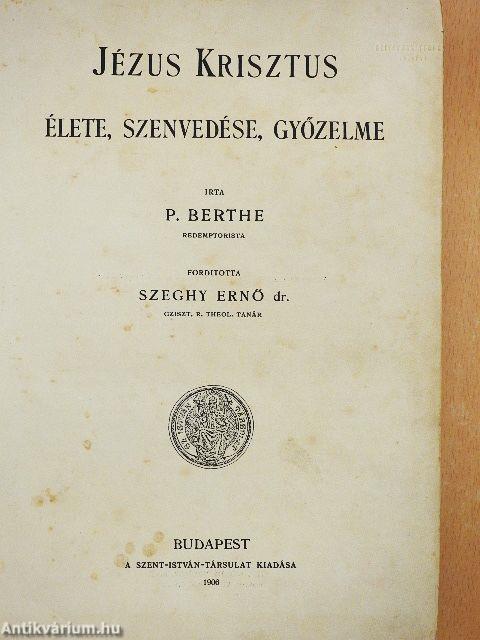 JÉZUS KRISZTUS
ÉLETE, SZENVEDÉSE, GYŐZELME
IRTA
P. BERTHE
REDEMPTORISTA
FORDITOTTA
SZEGHY ERNŐ dr.
CZISZT. R. THEOL. TANÁR
BUDAPEST
A SZENT-ISTVÁN-TÁRSULAT KIADÁSA
1906
Antikvárium.hu